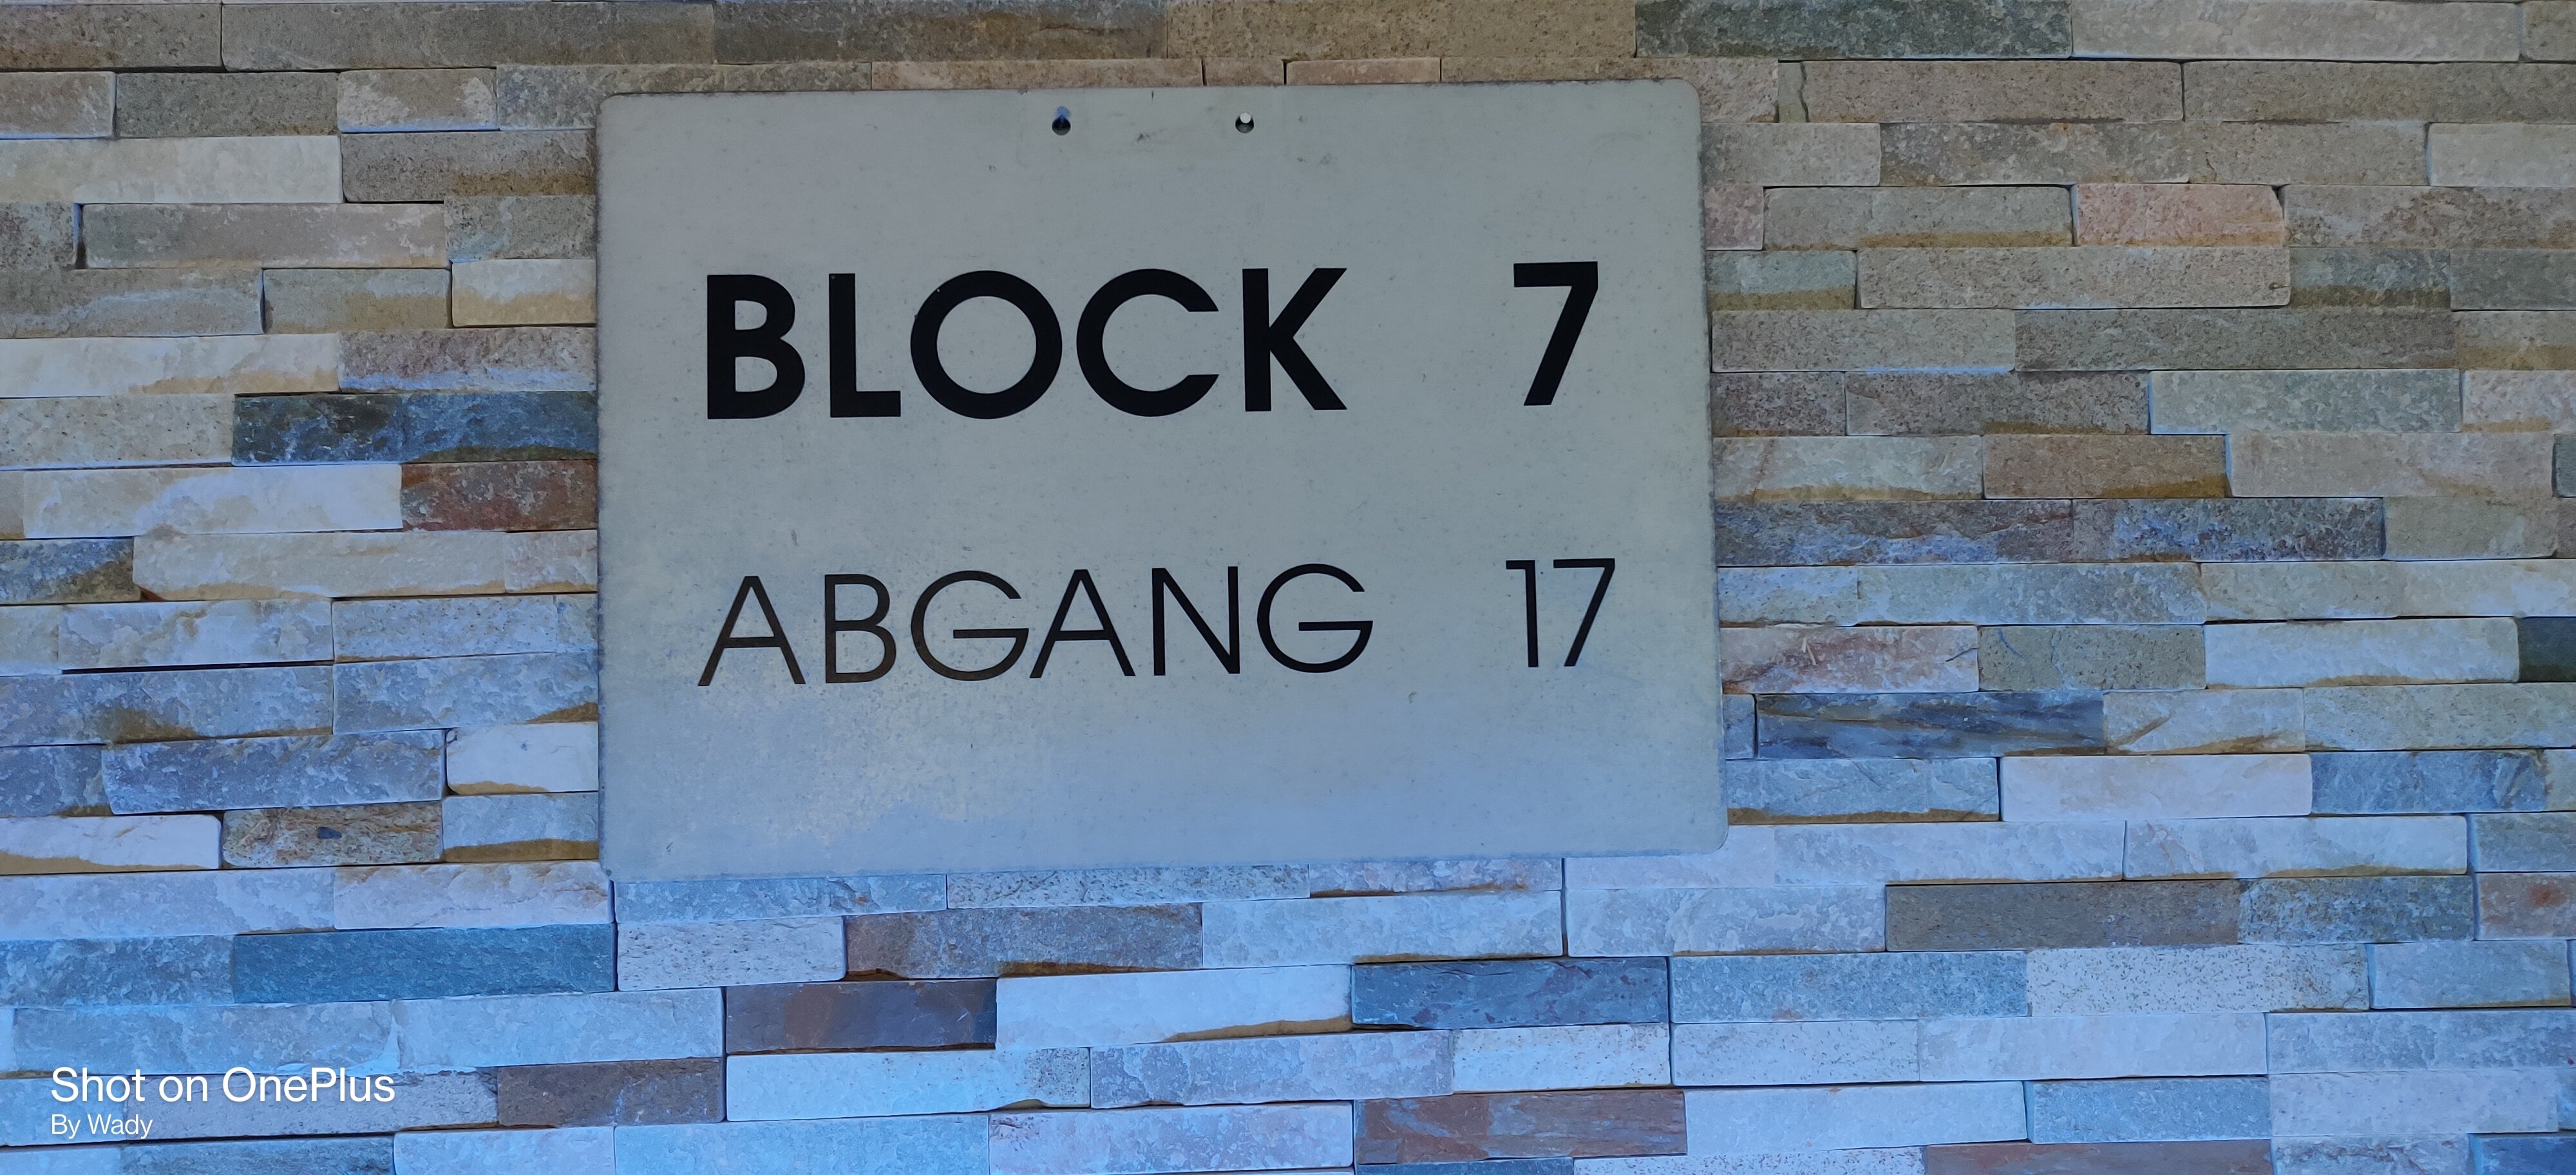 BLOCK 7
ABGANG 17
Shot on OnePlus
By Wady